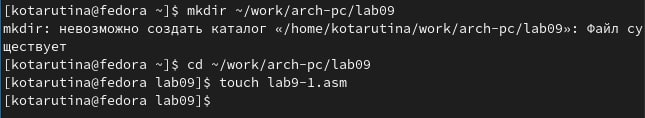 [kotarutina@fedora ~]$ mkdir ~/work/arch-pc/lab09
mkdir: невозможно создать каталог «/home/kotarutina/work/arch-pc/lab09»: Файл су
ществует
[kotarutina@fedora ~]$ cd ~/work/arch-pc/lab09
[kotarutina@fedora lab09]$ touch lab9-1.asm
[kotarutina@fedora lab09]$